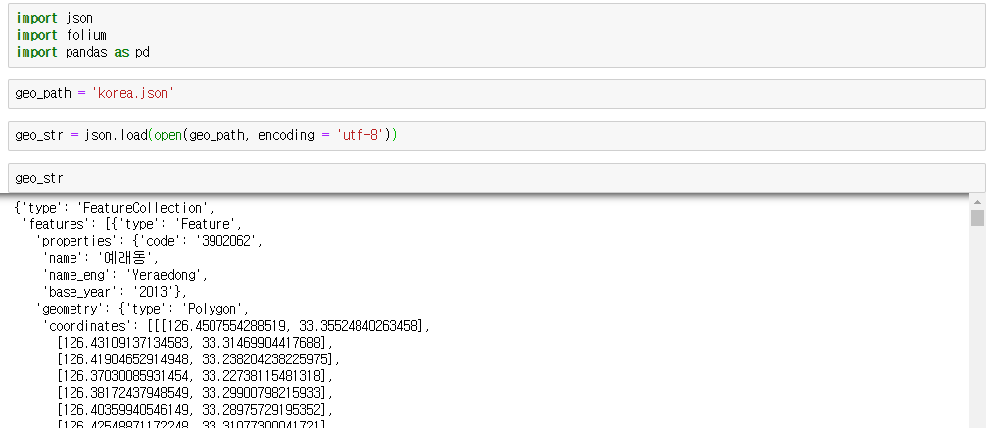 import json
import folium
import pandas as pd
geo_path = 'korea.json'
geo_str = json.load(open(geo_path, encoding = 'utf-8'))
geo_str
{'type': 'FeatureCollection',
'features': [{'type': 'Feature',
'properties': {'code': '3902062',
'name': '예래동',
'name_eng': 'Yeraedong',
'base_year': '2013'},
'geometry': {'type': 'Polygon',
'coordinates': [[[126.4507554288519, 33.35524840263458],
[126.43109137134583, 33.31469904417688],
[126.41904652914948, 33.238204238225975],
[126.37030085931454, 33.22738115481318],
[126.38172437948549, 33.29900798215933],
[126.40359940546149, 33.28975729195352],
[126.42548871172248, 33.31077300041721],